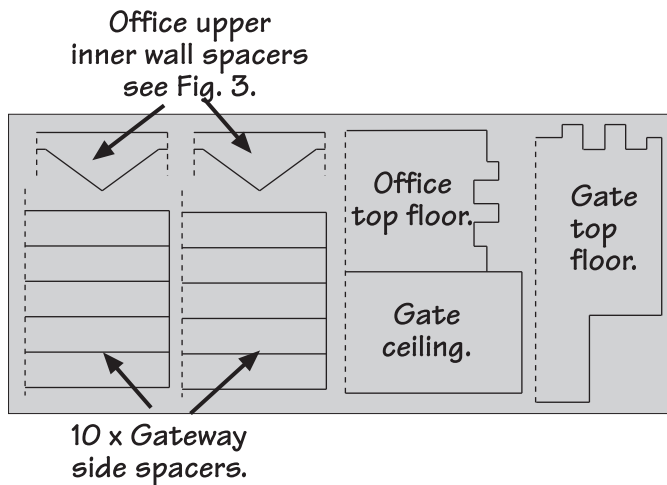 Office upper
inner wall spacers
see Fig. 3.
Office
top floor.
Gate
top
floor.
Gate
ceiling.
10 x Gateway
side spacers.